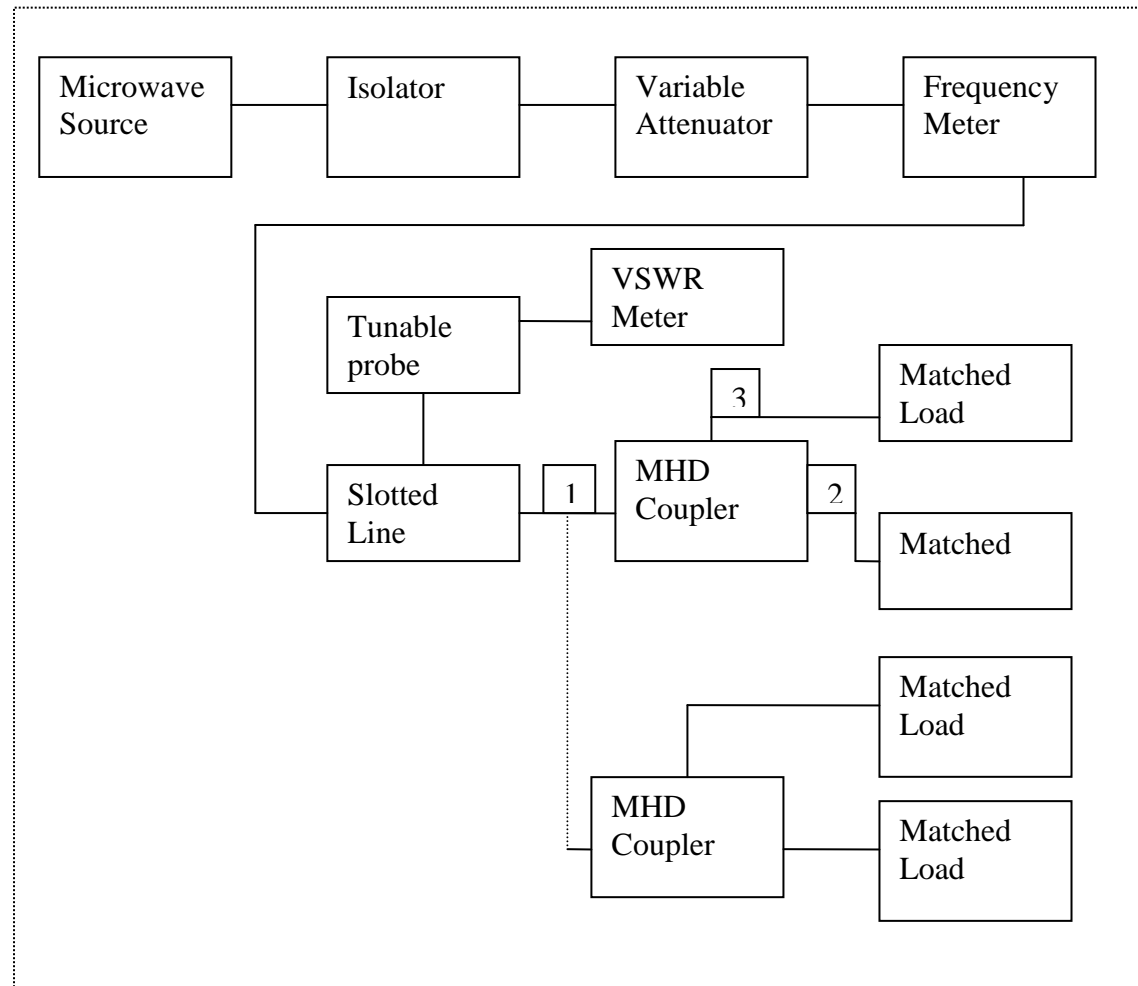 Microwave
Source
Isolator
Variable
Attenuator
Frequency
Meter
VSWR
Meter
Tunable
probe
3
Matched
Load
Slotted
Line
1
MHD
Coupler
2
Matched
Matched
Load
MHD
Coupler
Matched
Load